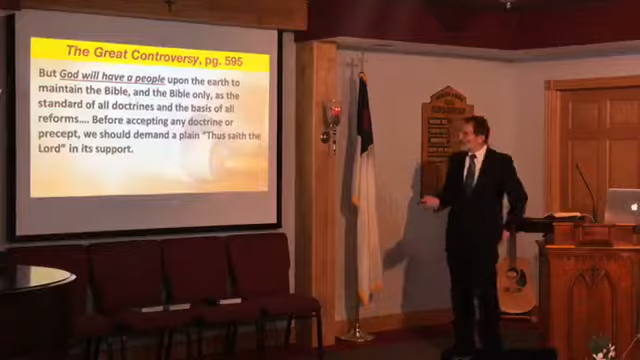 The Great Controversy, pg. 595
But God will have a people upon the earth to
maintain the Bible, and the Bible only, as the
standard of all doctrines and the basis of all
reforms.... Before accepting any doctrine or
precept, we should demand a plain "Thus saith the
Lord" in its support.